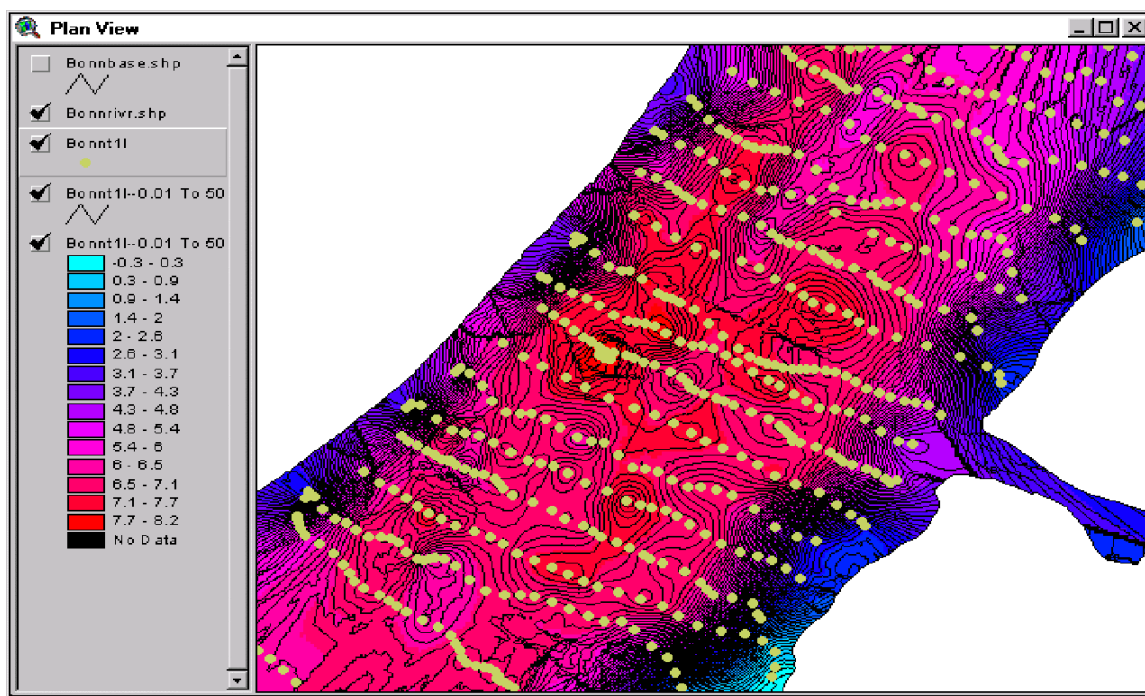 Plan View
Bonnbase.shp
Bonnrivr.shp
Bonnt1l
Bonnt1l--0.01 To 50
Bonnt1l--0.01 To 50
-0.3 - 0.3
0.3 - 0.9
0.9 - 1.4
1.4 - 2
2 - 2.6
2.6 - 3.1
3.1 - 3.7
3.7 - 4.3
4.3 - 4.8
4.8 - 5.4
5.4 - 6
6 - 6.5
6.5 - 7.1
7.1 - 7.7
7.7 - 8.2
No Data